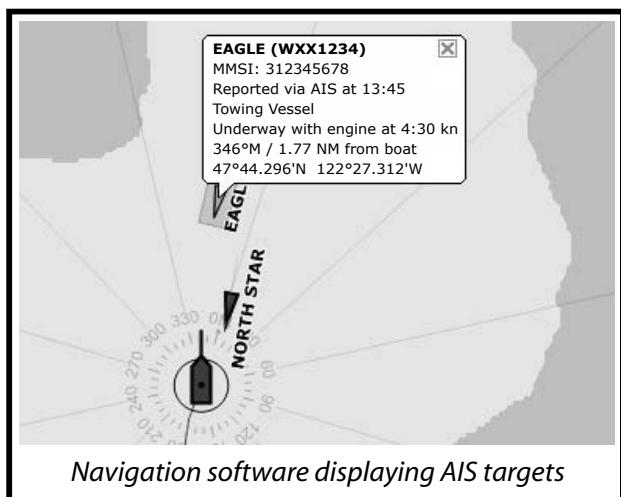 EAGLE (WXX1234)
MMSI: 312345678
Reported via AIS at 13:45
Towing Vessel
Underway with engine at 4:30 kn
346°M / 1.77 NM from boat
47°44.296'N 122°27.312'W
EAGLE
NORTH STAR
330
300
270
240
210
60
90
120
Navigation software displaying AIS targets